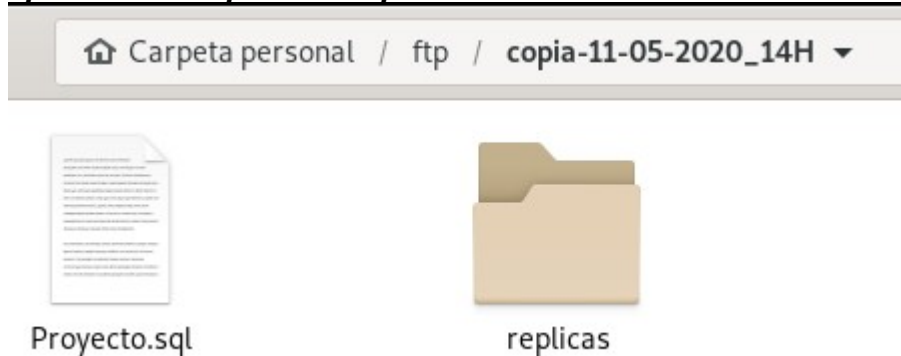 Carpeta personal / ftp / copia-11-05-2020_14H
Proyecto.sql
replicas